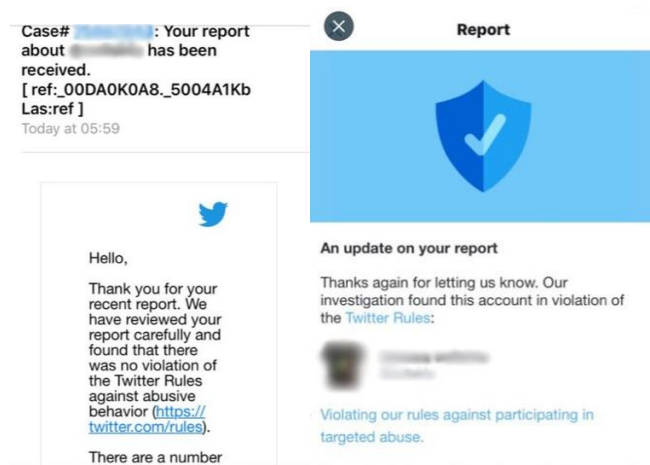 Case# : Your report
about has been
received.
[ ref:_00DA0K0A8._5004A1Kb
Las:ref ]
Today at 05:59
Hello,
Thank you for your
recent report. We
have reviewed your
report carefully and
found that there
was no violation of
the Twitter Rules
against abusive
behavior (https://
twitter.com/rules).
There are a number
Report
An update on your report
Thanks again for letting us know. Our
investigation found this account in violation of
the Twitter Rules:
Violating our rules against participating in
targeted abuse.